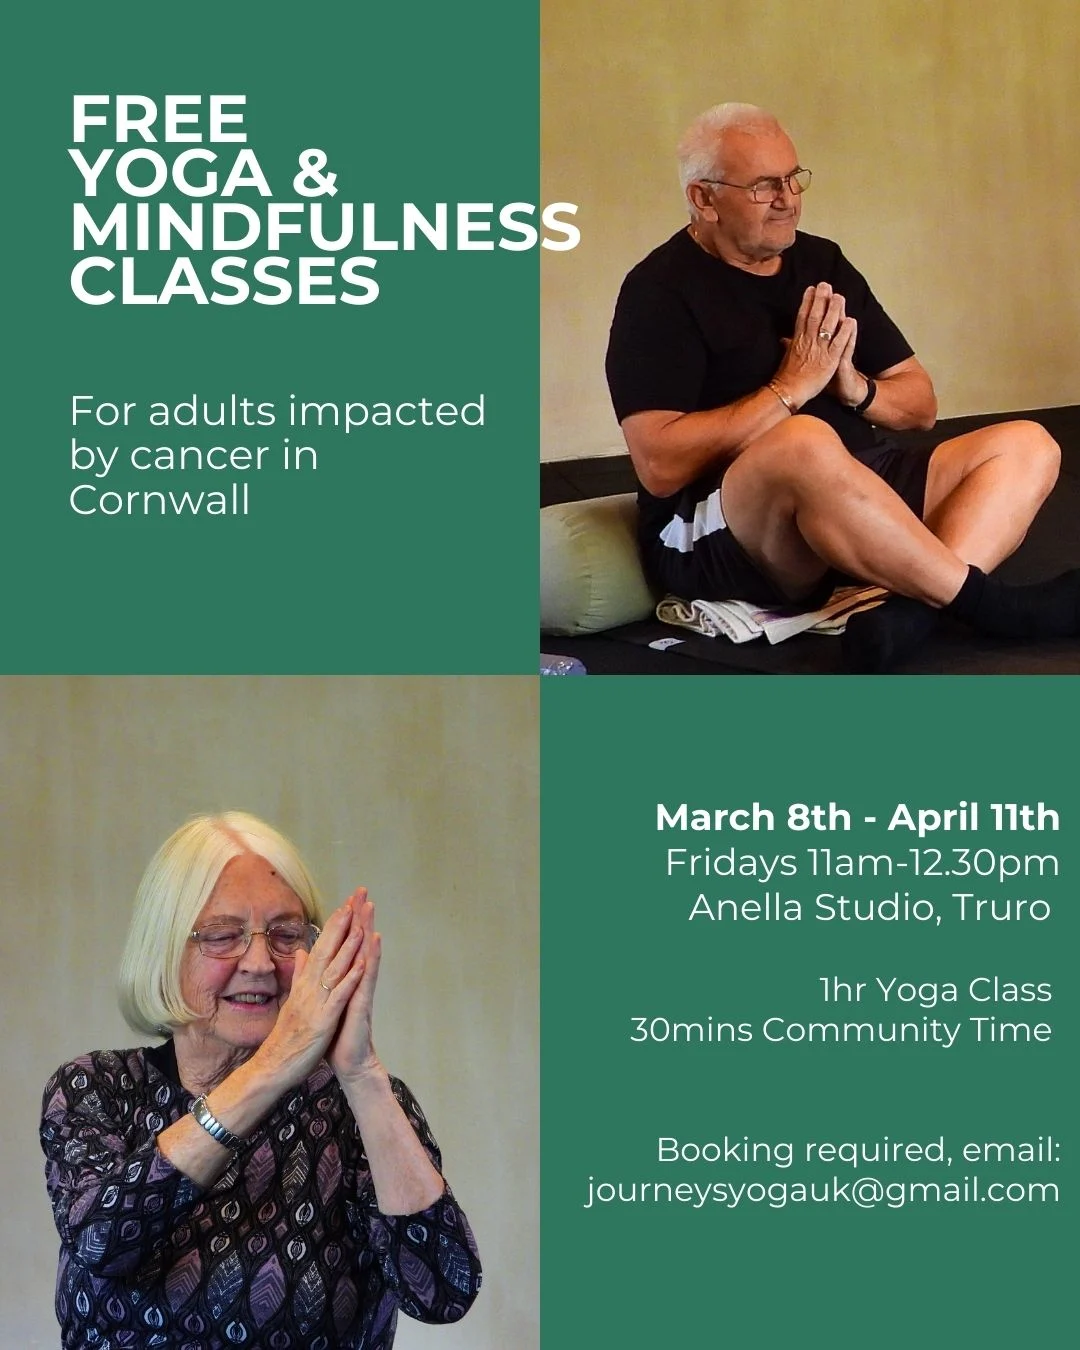 FREE
YOGA &
MINDFULNESS
CLASSES
For adults impacted
by cancer in
Cornwall
March 8th - April 11th
Fridays 11am-12.30pm
Anella Studio, Truro
1hr Yoga Class
30mins Community Time
Booking required, email:
journeysyogauk@gmail.com